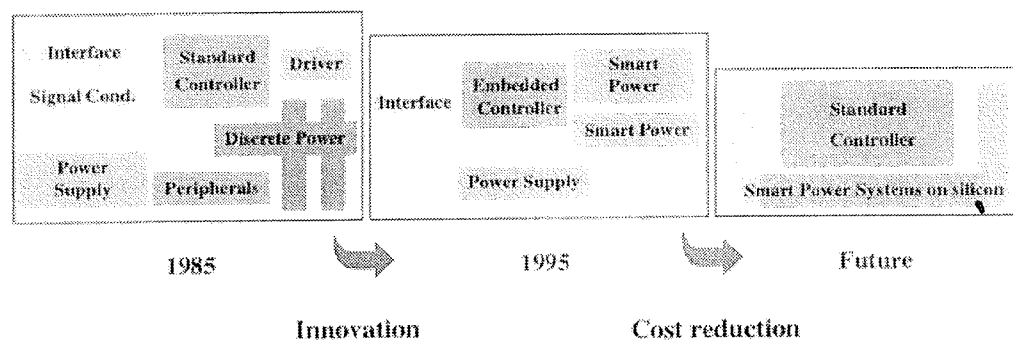 Interface
Signal Cond.
Standard
Controller
Driver
Discrete Power
Power
Supply
Peripherals
Interface
Embedded
Controller
Smart
Power
Smart Power
Power Supply
Standard
Controller
Smart Power Systems on silicon
1985
1995
Future
Innovation
Cost reduction